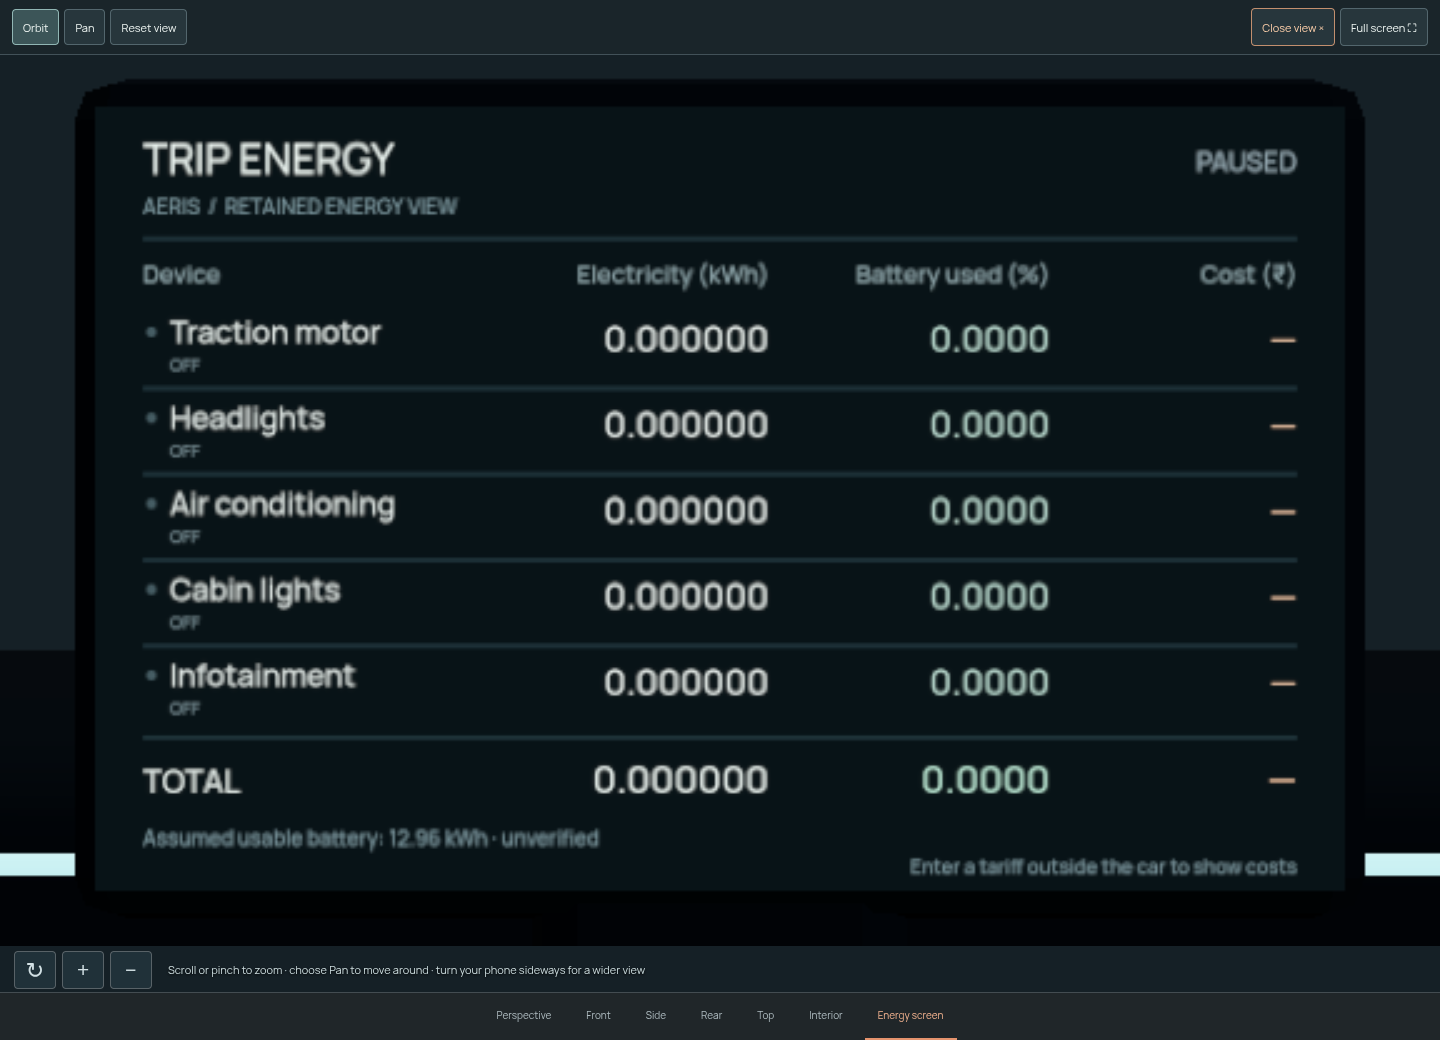 Orbit Pan Reset view Close view × Full screen
TRIP ENERGY PAUSED
AERIS / RETAINED ENERGY VIEW
Device Electricity (kWh) Battery used (%) Cost (₹)
Traction motor 0.000000 0.0000 —
OFF
Headlights 0.000000 0.0000 —
OFF
Air conditioning 0.000000 0.0000 —
OFF
Cabin lights 0.000000 0.0000 —
OFF
Infotainment 0.000000 0.0000 —
OFF
TOTAL 0.000000 0.0000 —
Assumed usable battery: 12.96 kWh · unverified
Enter a tariff outside the car to show costs
↻ + − Scroll or pinch to zoom · choose Pan to move around · turn your phone sideways for a wider view
Perspective Front Side Rear Top Interior Energy screen